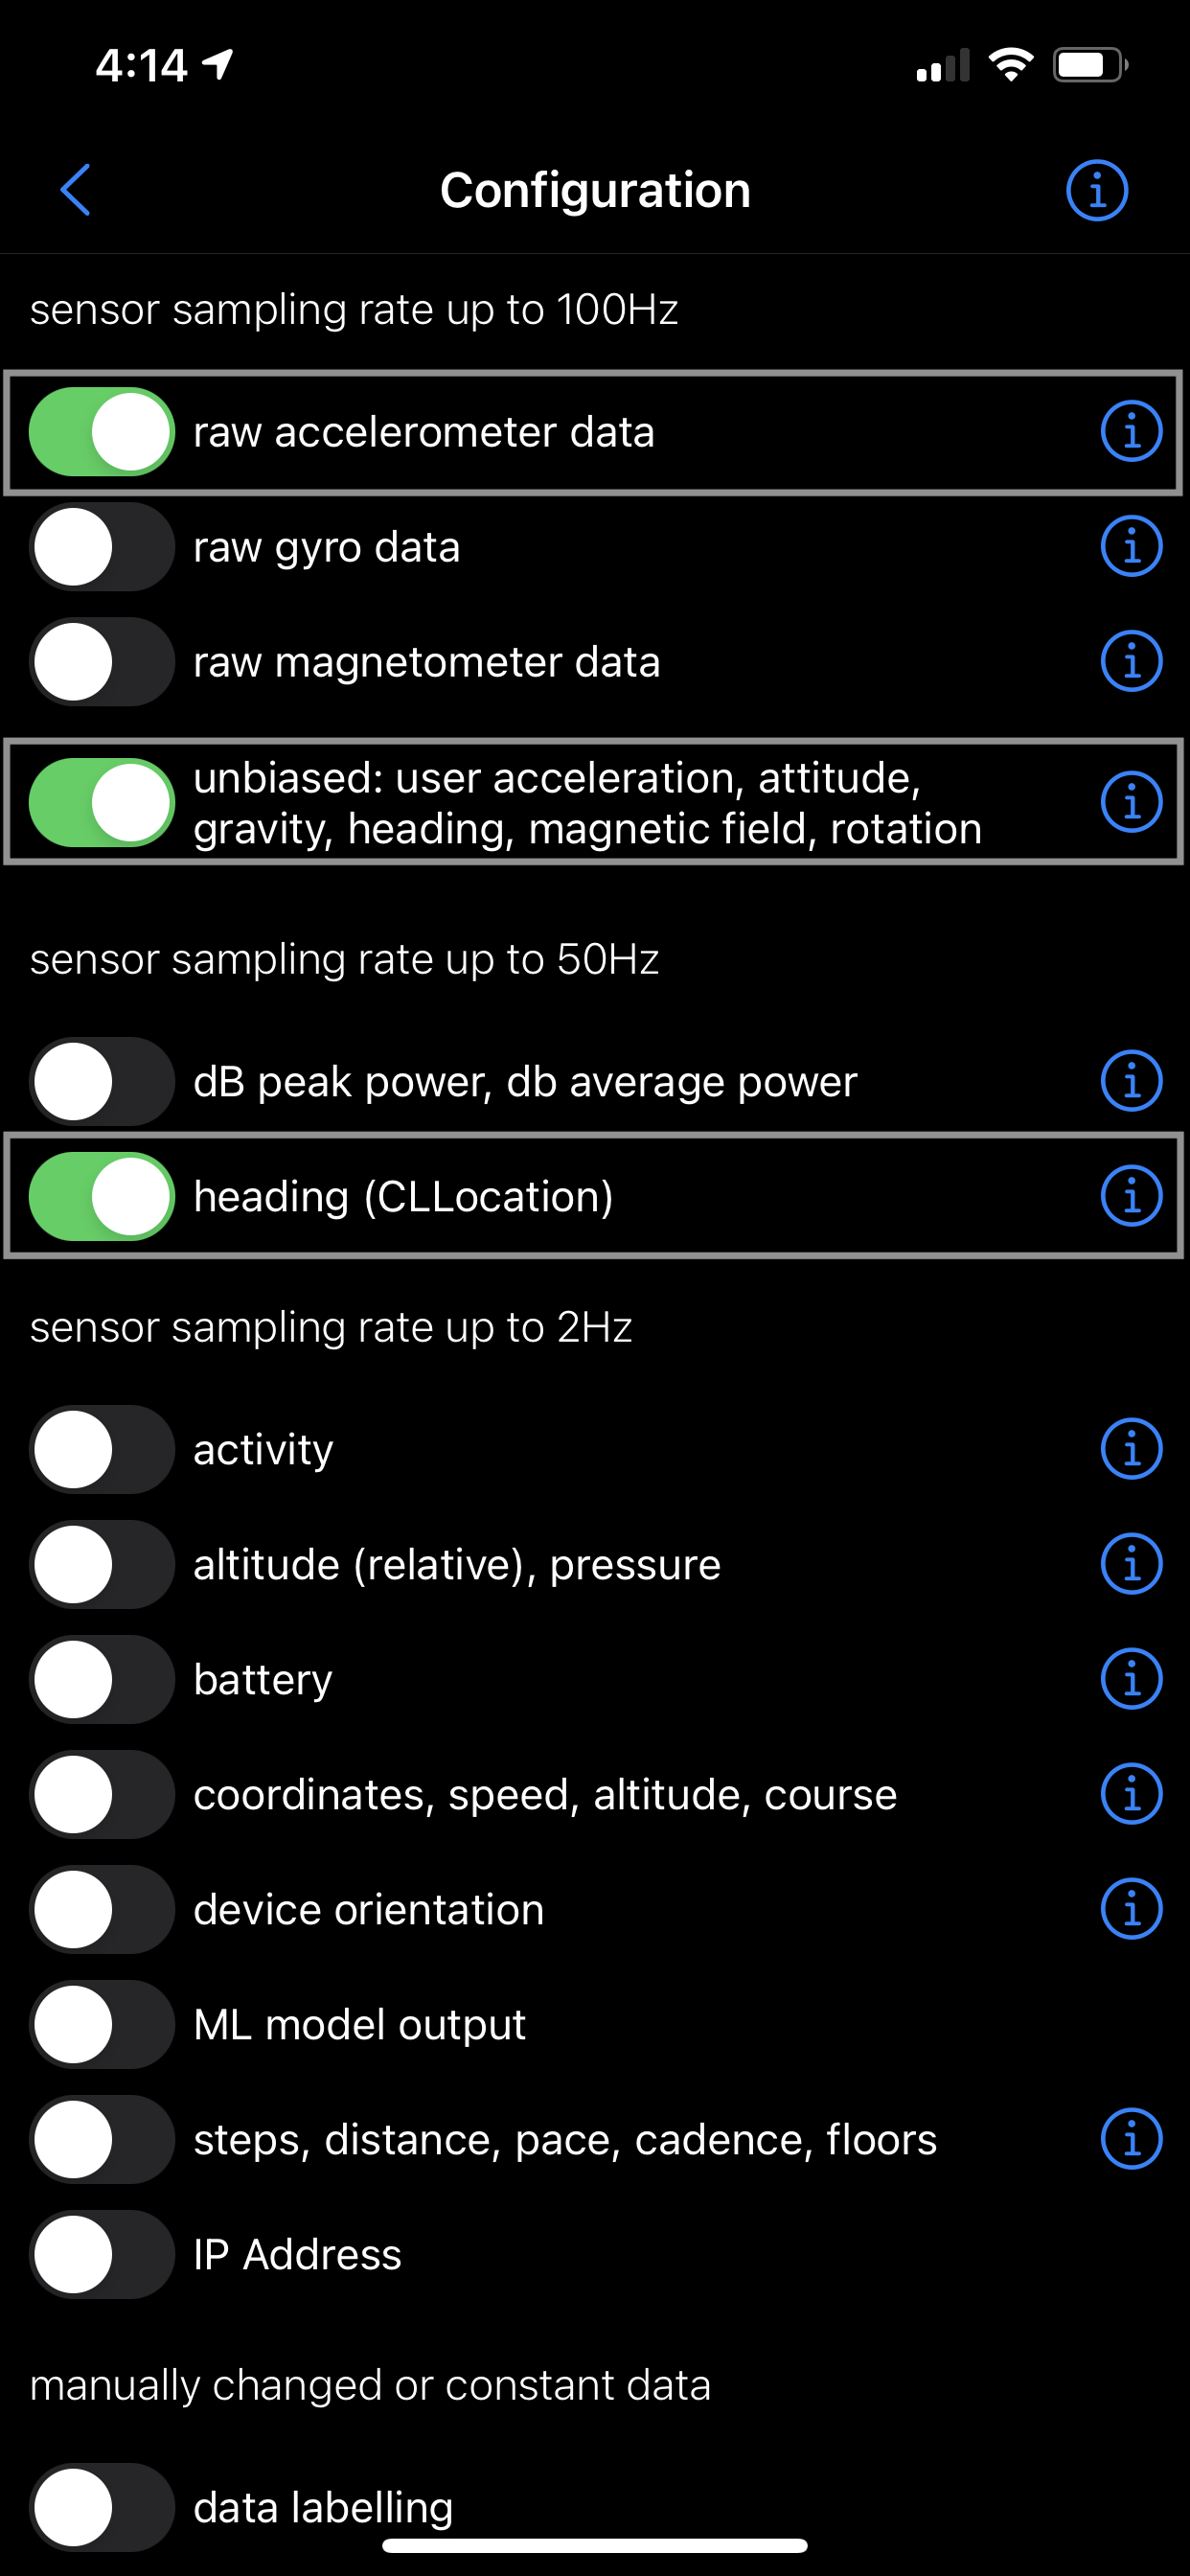 4:14
Configuration
sensor sampling rate up to 100Hz
raw accelerometer data
raw gyro data
raw magnetometer data
unbiased: user acceleration, attitude,
gravity, heading, magnetic field, rotation
sensor sampling rate up to 50Hz
dB peak power, db average power
heading (CLLocation)
sensor sampling rate up to 2Hz
activity
altitude (relative), pressure
battery
coordinates, speed, altitude, course
device orientation
ML model output
steps, distance, pace, cadence, floors
IP Address
manually changed or constant data
data labelling